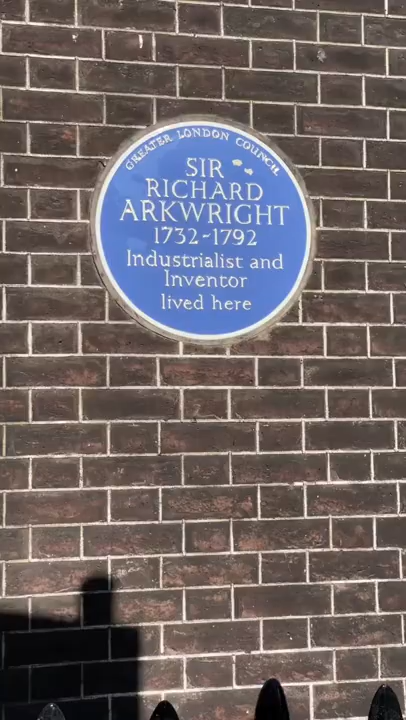 GREATER LONDON COUNCIL
SIR
RICHARD
ARKWRIGHT
1732-1792
Industrialist and
Inventor
lived here